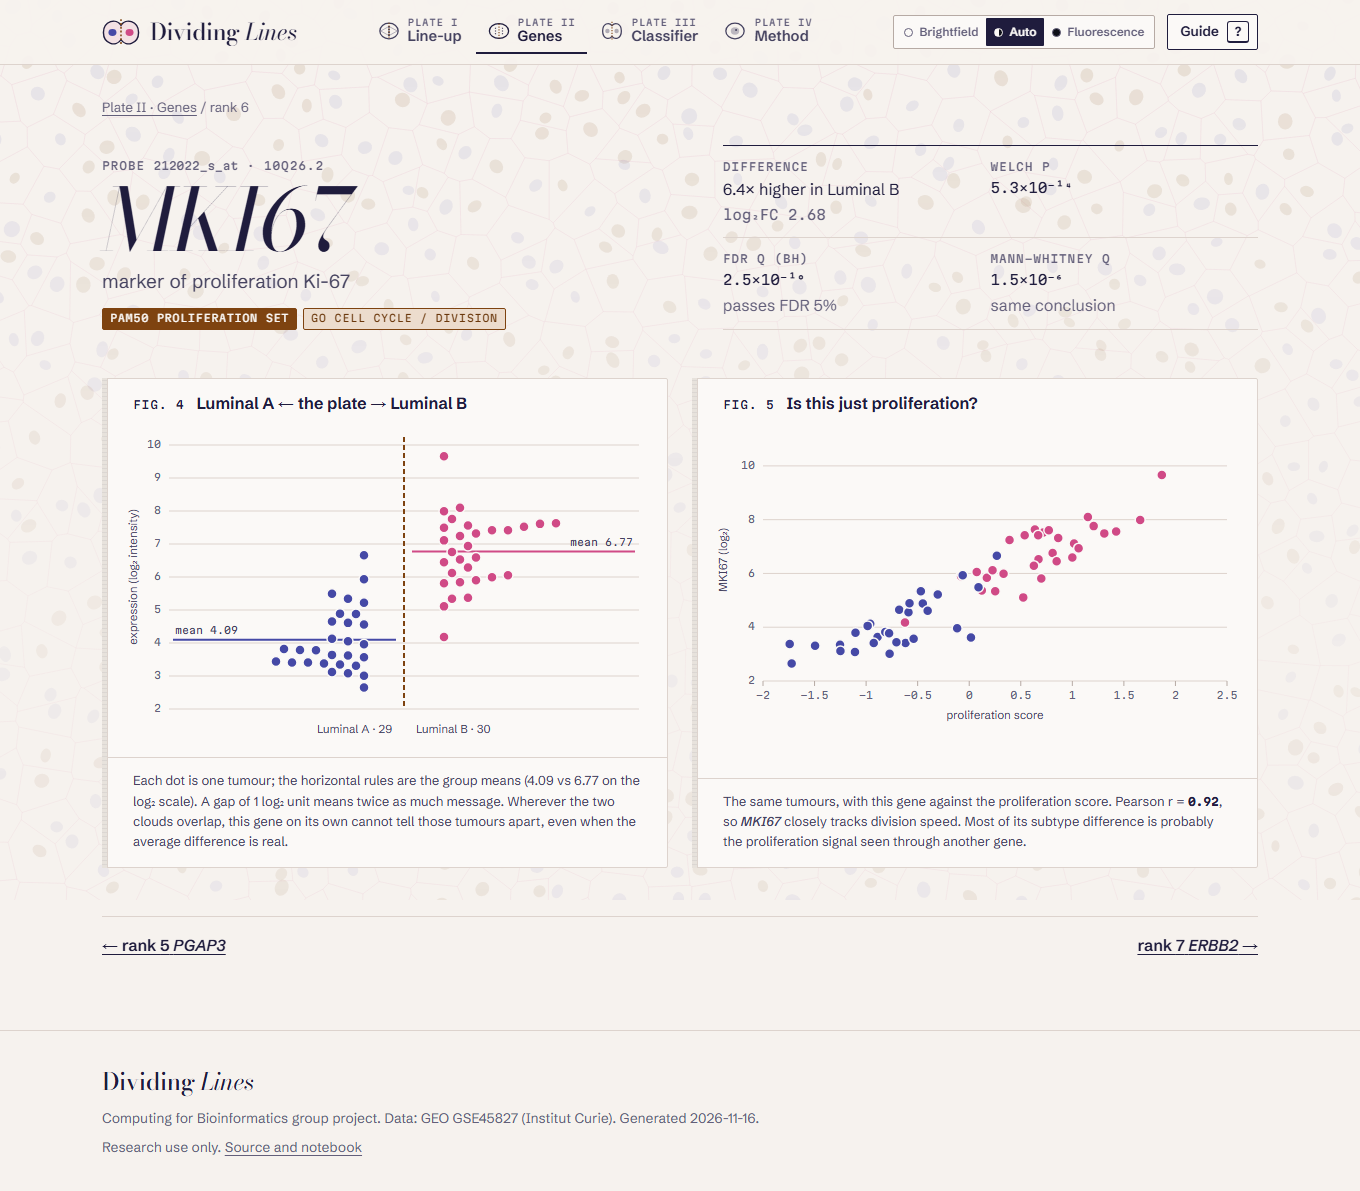 Dividing Lines
PLATE I
Line-up
PLATE II
Genes
PLATE III
Classifier
PLATE IV
Method
Brightfield
Auto
Fluorescence
Guide ?
Plate II · Genes / rank 6
PROBE 212022_s_at · 10Q26.2
MKI67
marker of proliferation Ki-67
PAM50 PROLIFERATION SET
GO CELL CYCLE / DIVISION
DIFFERENCE
6.4× higher in Luminal B
log₂FC 2.68
WELCH P
5.3×10⁻¹⁴
FDR Q (BH)
2.5×10⁻¹⁰
passes FDR 5%
MANN–WHITNEY Q
1.5×10⁻⁶
same conclusion
FIG. 4 Luminal A ← the plate → Luminal B
10
9
8
7
6
5
4
3
2
expression (log₂ intensity)
mean 4.09
mean 6.77
Luminal A · 29
Luminal B · 30
Each dot is one tumour; the horizontal rules are the group means (4.09 vs 6.77 on the
log₂ scale). A gap of 1 log₂ unit means twice as much message. Wherever the two
clouds overlap, this gene on its own cannot tell those tumours apart, even when the
average difference is real.
FIG. 5 Is this just proliferation?
10
8
6
4
2
MKI67 (log₂)
−2 −1.5 −1 −0.5 0 0.5 1 1.5 2 2.5
proliferation score
The same tumours, with this gene against the proliferation score. Pearson r = 0.92,
so MKI67 closely tracks division speed. Most of its subtype difference is probably
the proliferation signal seen through another gene.
← rank 5 PGAP3
rank 7 ERBB2 →
Dividing Lines
Computing for Bioinformatics group project. Data: GEO GSE45827 (Institut Curie). Generated 2026-11-16.
Research use only. Source and notebook